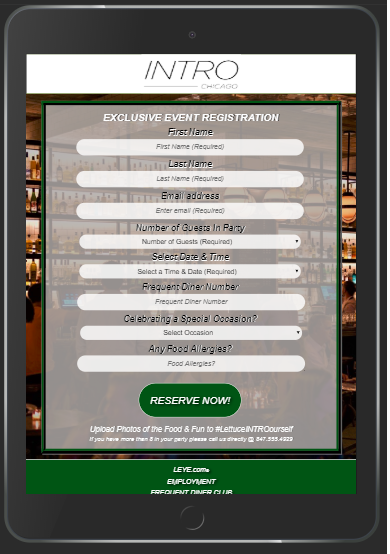 INTRO
CHICAGO
EXCLUSIVE EVENT REGISTRATION
First Name
First Name (Required)
Last Name
Last Name (Required)
Email address
Enter email (Required)
Number of Guests In Party
Number of Guests (Required)
Select Date & Time
Select a Time & Date (Required)
Frequent Diner Number
Frequent Diner Number
Celebrating a Special Occasion?
Select Occasion
Any Food Allergies?
Food Allergies?
RESERVE NOW!
Upload Photos of the Food & Fun to #LettuceINTROourself
If you have more than 8 in your party please call us directly @ 847.555.4929
LEYE.com
EMPLOYMENT
FREQUENT DINER CLUB